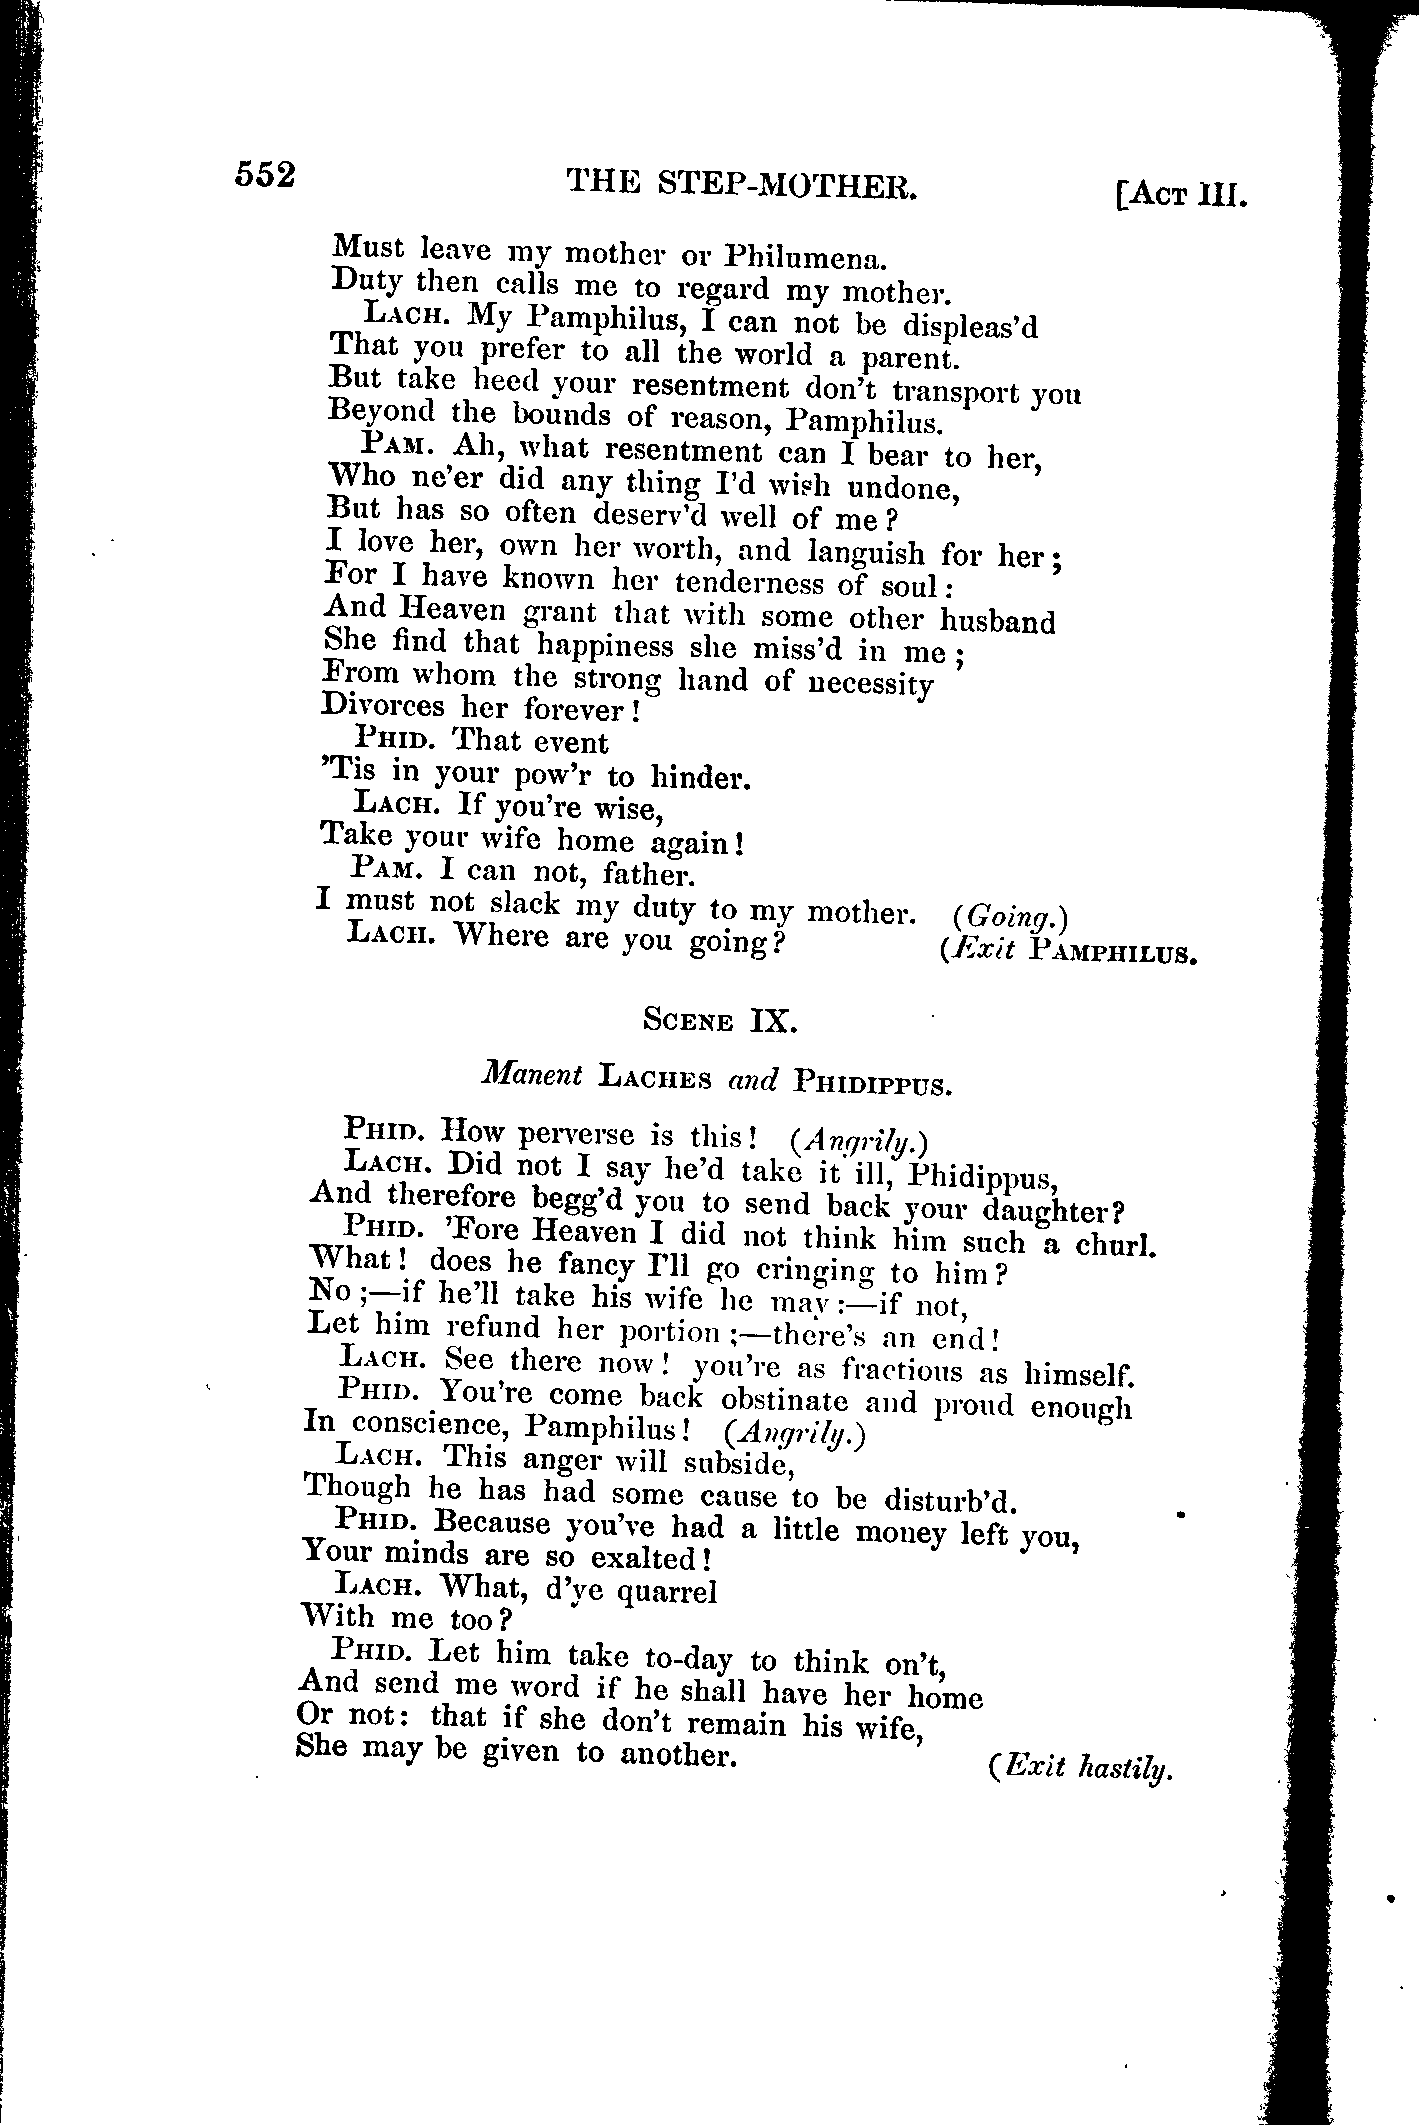 552 THE STEP-MOTHER. [ACT III.
Must leave my mother or Philumena.
Duty then calls me to regard my mother.
LACH. My Pamphilus, I can not be displeas'd
That you prefer to all the world a parent.
But take heed your resentment don't transport you
Beyond the bounds of reason, Pamphilus.
PAM. Ah, what resentment can I bear to her,
Who ne'er did any thing I'd wish undone,
But has so often deserv'd well of me?
I love her, own her worth, and languish for her;
For I have known her tenderness of soul:
And Heaven grant that with some other husband
She find that happiness she miss'd in me;
From whom the strong hand of necessity
Divorces her forever!
PHID. That event
'Tis in your pow'r to hinder.
LACH. If you're wise,
Take your wife home again!
PAM. I can not, father.
I must not slack my duty to my mother. (Going.)
LACH. Where are you going? (Exit PAMPHILUS.
SCENE IX.
Manent LACHES and PHIDIPPUS.
PHID. How perverse is this! (Angrily.)
LACH. Did not I say he'd take it ill, Phidippus,
And therefore begg'd you to send back your daughter?
PHID. 'Fore Heaven I did not think him such a churl.
What! does he fancy I'll go cringing to him?
No;—if he'll take his wife he may:—if not,
Let him refund her portion;—there's an end!
LACH. See there now! you're as fractious as himself.
PHID. You're come back obstinate and proud enough
In conscience, Pamphilus! (Angrily.)
LACH. This anger will subside,
Though he has had some cause to be disturb'd.
PHID. Because you've had a little money left you,
Your minds are so exalted!
LACH. What, d'ye quarrel
With me too?
PHID. Let him take to-day to think on't,
And send me word if he shall have her home
Or not: that if she don't remain his wife,
She may be given to another. (Exit hastily.